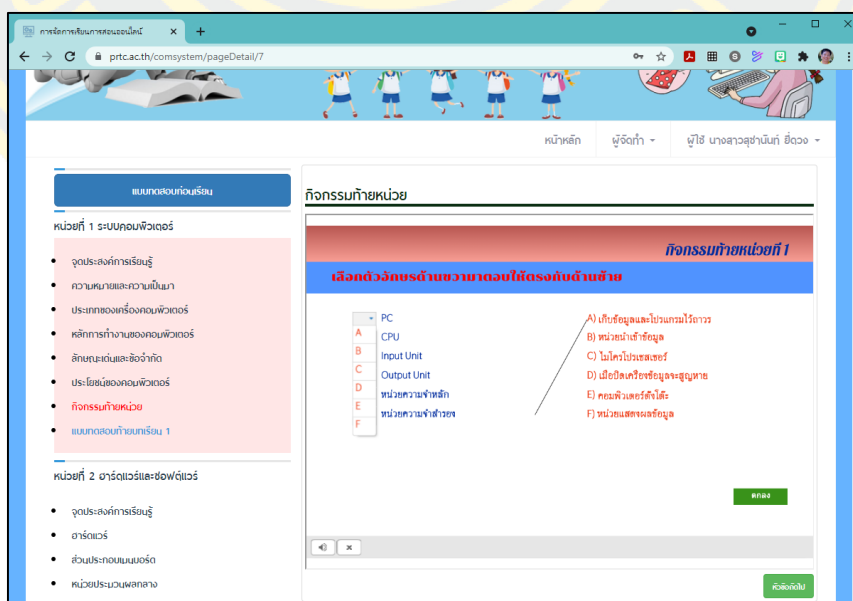 การจัดการเรียนการสอนออนไลน์
prtc.ac.th/comsystem/pageDetail/7
หน้าหลัก ผู้จัดทำ ผู้ใช้ นางสาวสุชานันท์ ยี่ดวง
แบบทดสอบก่อนเรียน
หน่วยที่ 1 ระบบคอมพิวเตอร์
จุดประสงค์การเรียนรู้
ความหมายและความเป็นมา
ประเภทของเครื่องคอมพิวเตอร์
หลักการทำงานของคอมพิวเตอร์
ลักษณะเด่นและข้อจำกัด
ประโยชน์ของคอมพิวเตอร์
กิจกรรมท้ายหน่วย
แบบทดสอบท้ายบทเรียน 1
หน่วยที่ 2 ฮาร์ดแวร์และซอฟต์แวร์
จุดประสงค์การเรียนรู้
ฮาร์ดแวร์
ส่วนประกอบเมนบอร์ด
หน่วยประมวนผลกลาง
กิจกรรมท้ายหน่วย
กิจกรรมท้ายหน่วยที่ 1
เลือกตัวอักษรด้านขวามาตอบให้ตรงกับด้านซ้าย
A
B
C
D
E
F
PC
CPU
Input Unit
Output Unit
หน่วยความจำหลัก
หน่วยความจำสำรอง
A) เก็บข้อมูลและโปรแกรมไว้ถาวร
B) หน่วยนำเข้าข้อมูล
C) ไมโครโปรเซสเซอร์
D) เมื่อปิดเครื่องข้อมูลจะสูญหาย
E) คอมพิวเตอร์ตั้งโต๊ะ
F) หน่วยแสดงผลข้อมูล
ตกลง
หัวข้อถัดไป